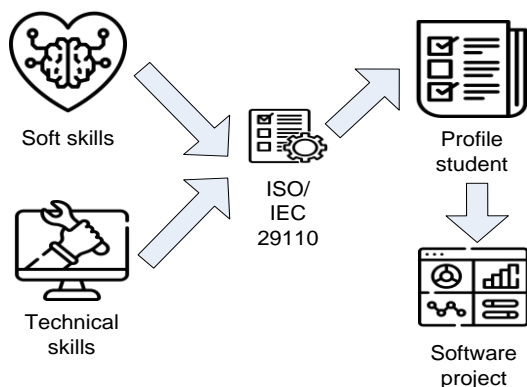 Soft skills
Technical
skills
ISO/
IEC
29110
Profile
student
Software
project